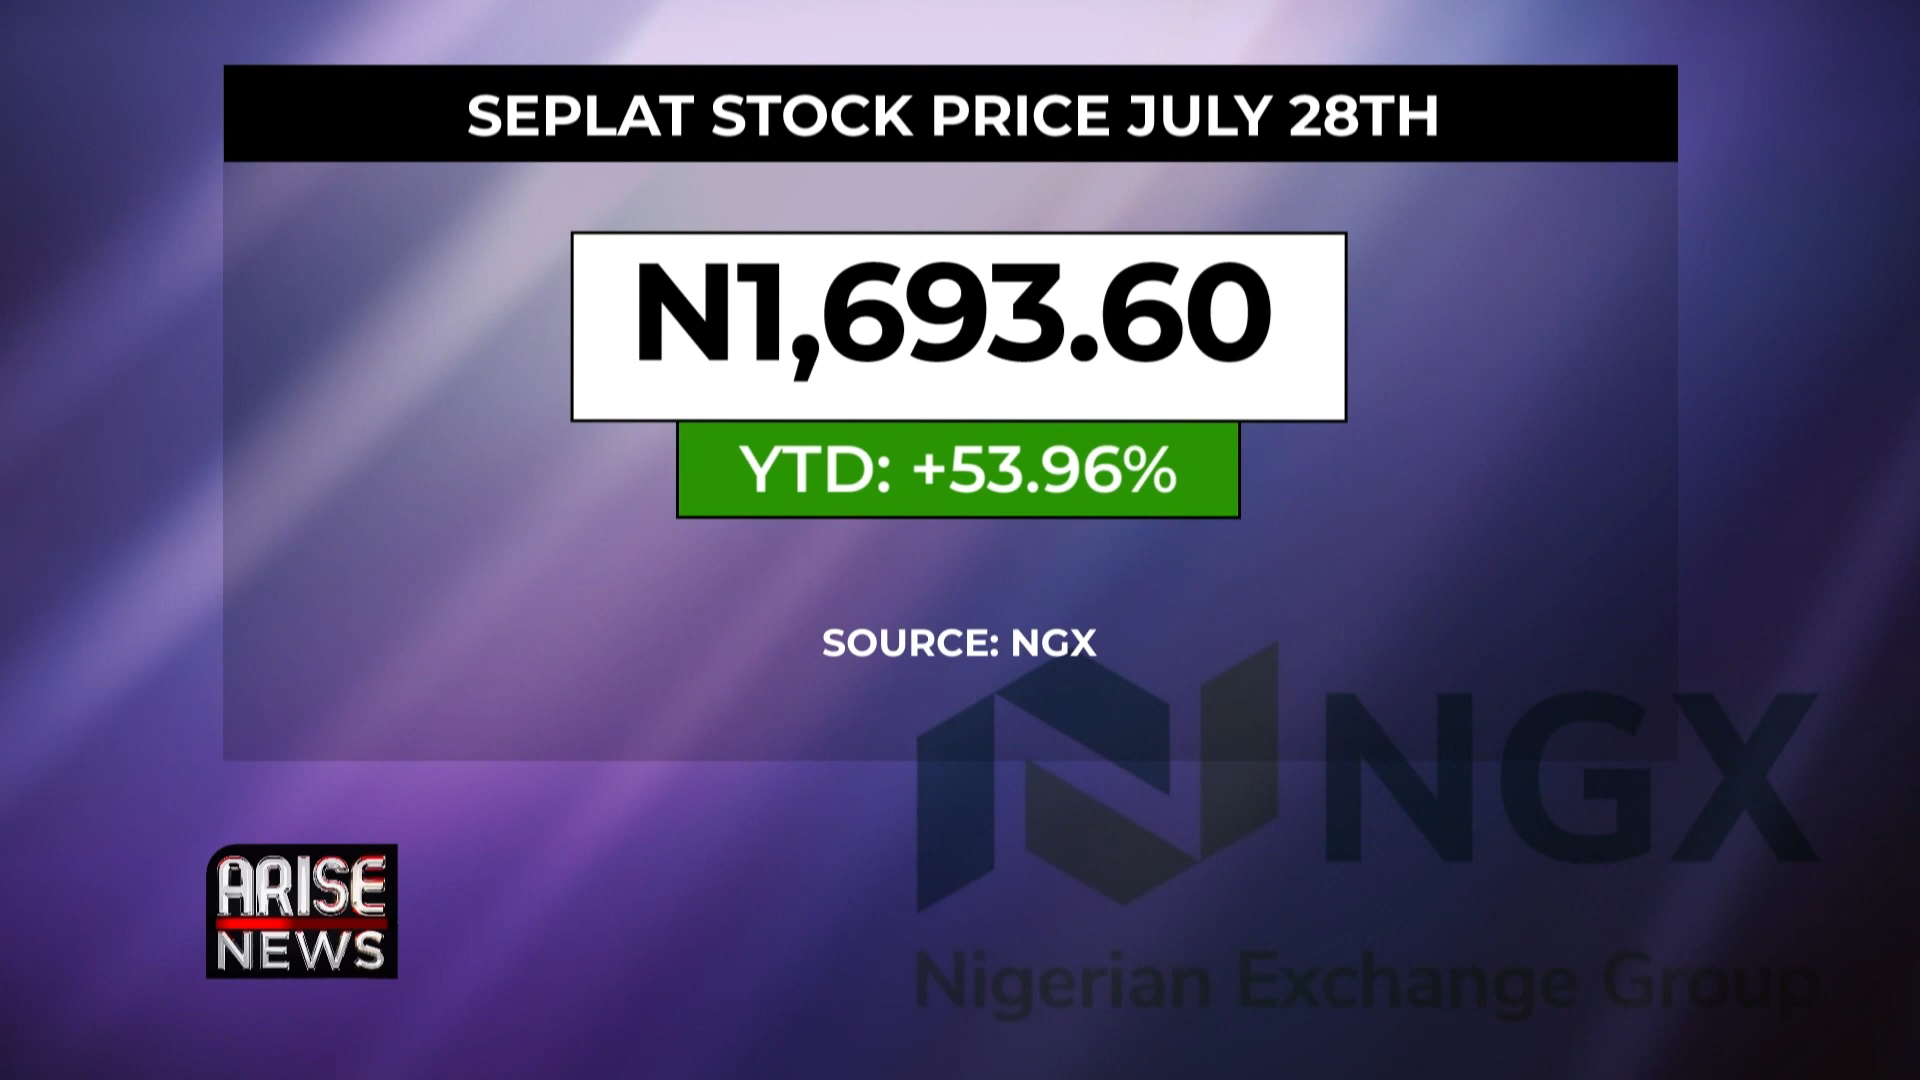 SEPLAT STOCK PRICE JULY 28TH
N1,693.60
YTD: +53.96%
SOURCE: NGX
NGX
Nigerian Exchange Group
ARISE
NEWS